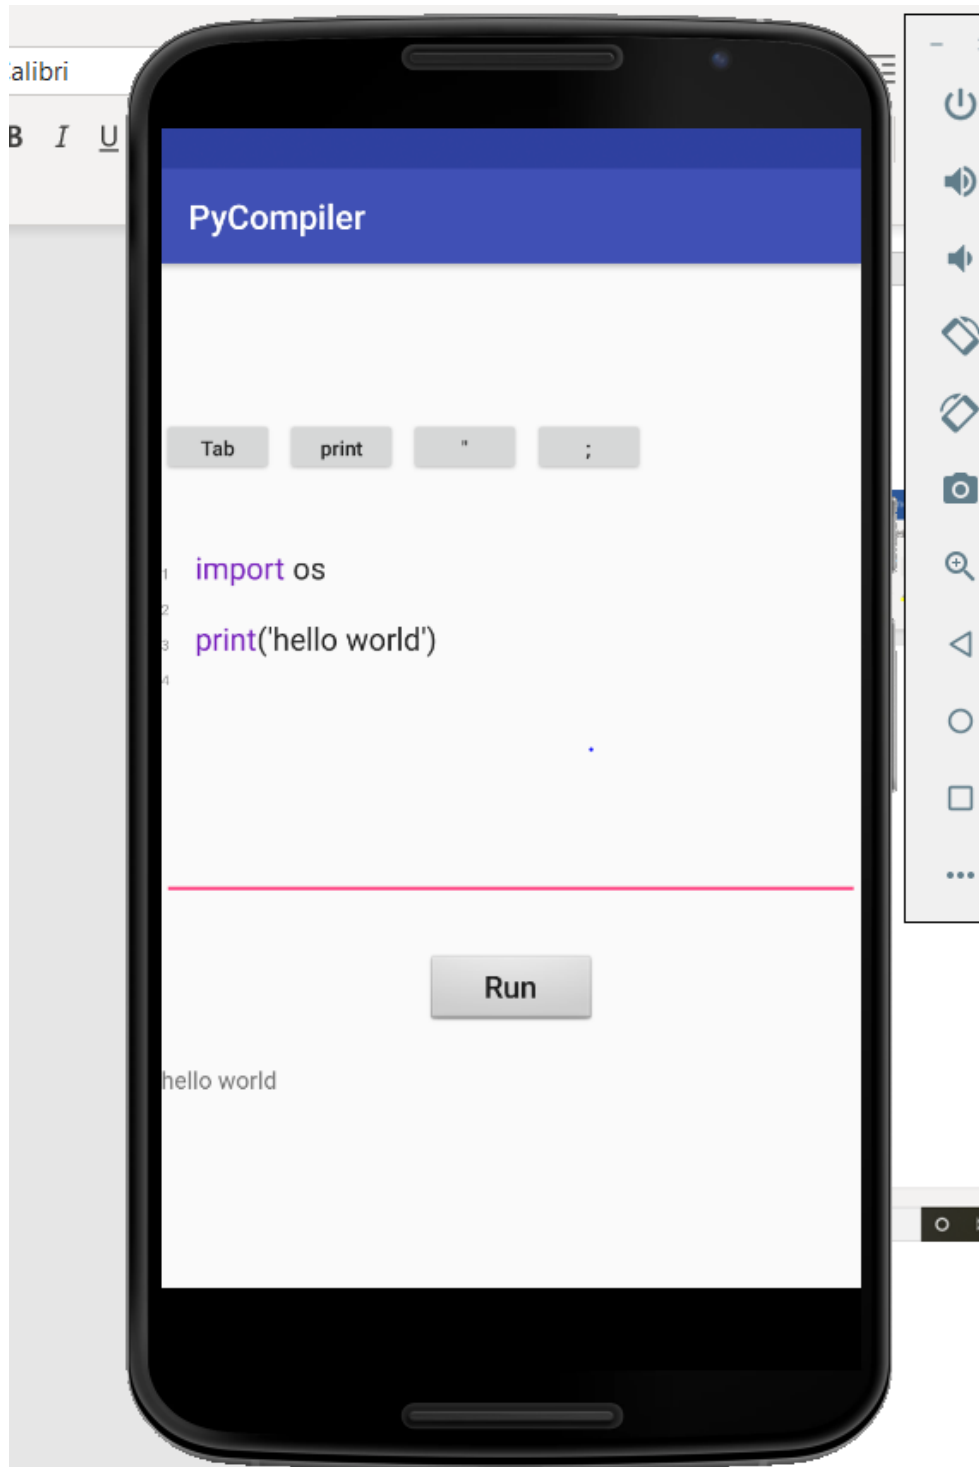 alibri
B I U
PyCompiler
Tab print " ;
1 import os
2
3 print('hello world')
4
Run
hello world